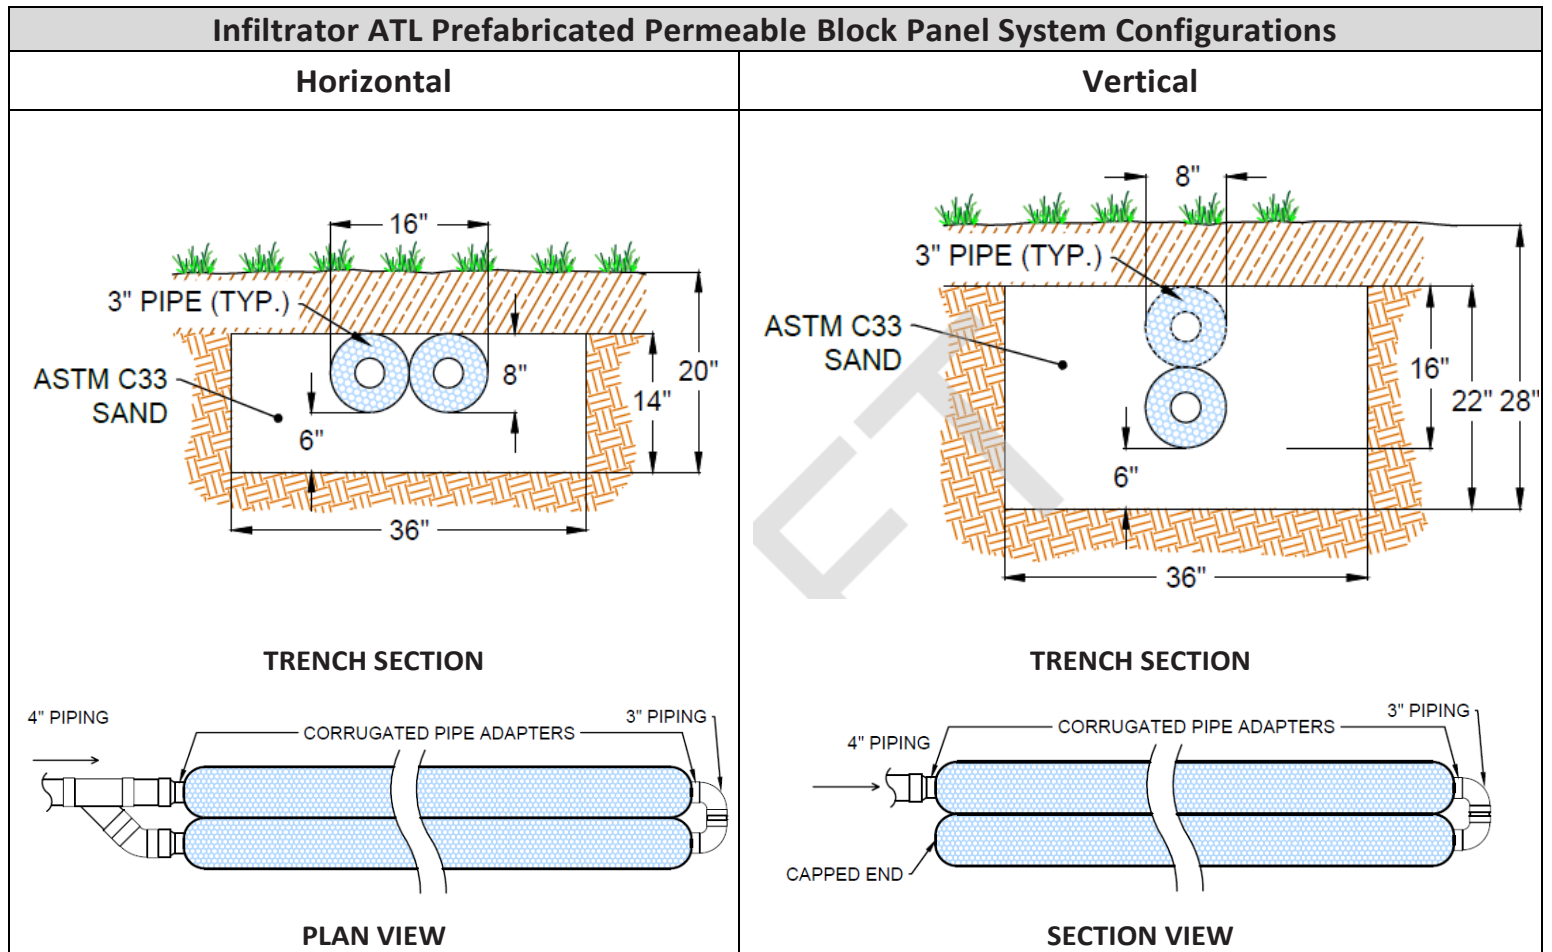 Infiltrator ATL Prefabricated Permeable Block Panel System Configurations
Horizontal
Vertical
16"
3" PIPE (TYP.)
ASTM C33
SAND
8"
6"
14"
20"
36"
TRENCH SECTION
4" PIPING
CORRUGATED PIPE ADAPTERS
3" PIPING
PLAN VIEW
8"
3" PIPE (TYP.)
ASTM C33
SAND
16"
22"
28"
6"
36"
TRENCH SECTION
4" PIPING
CORRUGATED PIPE ADAPTERS
3" PIPING
CAPPED END
SECTION VIEW